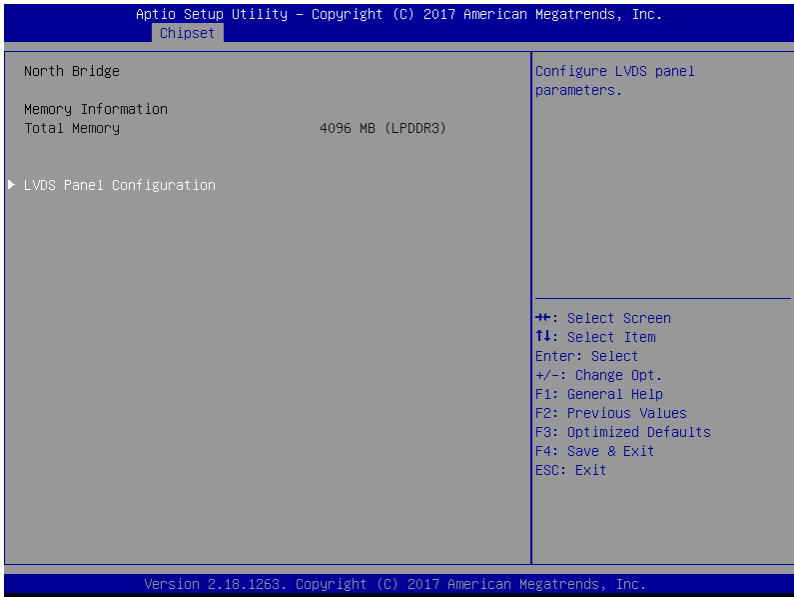 Aptio Setup Utility – Copyright (C) 2017 American Megatrends, Inc.
Chipset
North Bridge
Memory Information
Total Memory 4096 MB (LPDDR3)
LVDS Panel Configuration
Configure LVDS panel
parameters.
→←: Select Screen
↑↓: Select Item
Enter: Select
+/-: Change Opt.
F1: General Help
F2: Previous Values
F3: Optimized Defaults
F4: Save & Exit
ESC: Exit
Version 2.18.1263. Copyright (C) 2017 American Megatrends, Inc.